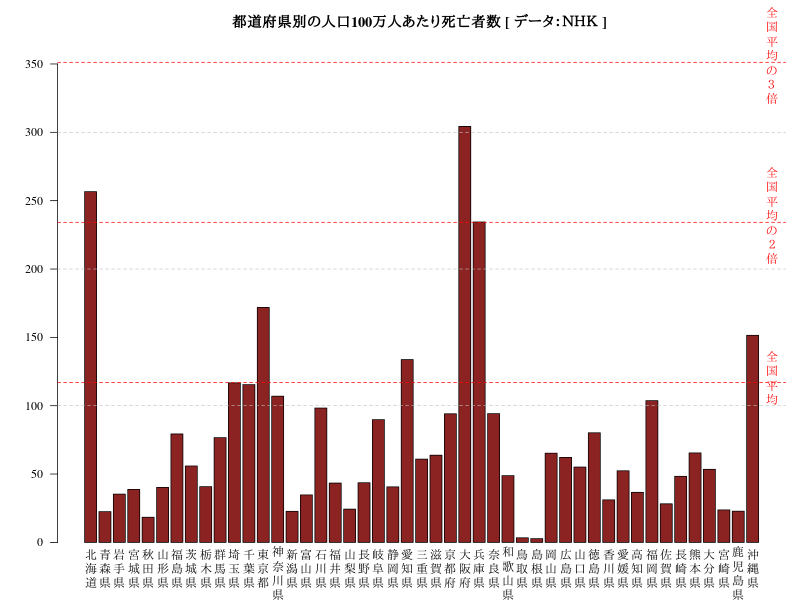 都道府県別の人口100万人あたり死亡者数 [ データ：NHK ]
全国平均の3倍
全国平均の2倍
全国平均
350
300
250
200
150
100
50
0
北海道
青森県
岩手県
宮城県
秋田県
山形県
福島県
茨城県
栃木県
群馬県
埼玉県
千葉県
東京都
神奈川県
新潟県
富山県
石川県
福井県
山梨県
長野県
岐阜県
静岡県
愛知県
三重県
滋賀県
京都府
大阪府
兵庫県
奈良県
和歌山県
鳥取県
島根県
岡山県
広島県
山口県
徳島県
香川県
愛媛県
高知県
福岡県
佐賀県
長崎県
熊本県
大分県
宮崎県
鹿児島県
沖縄県